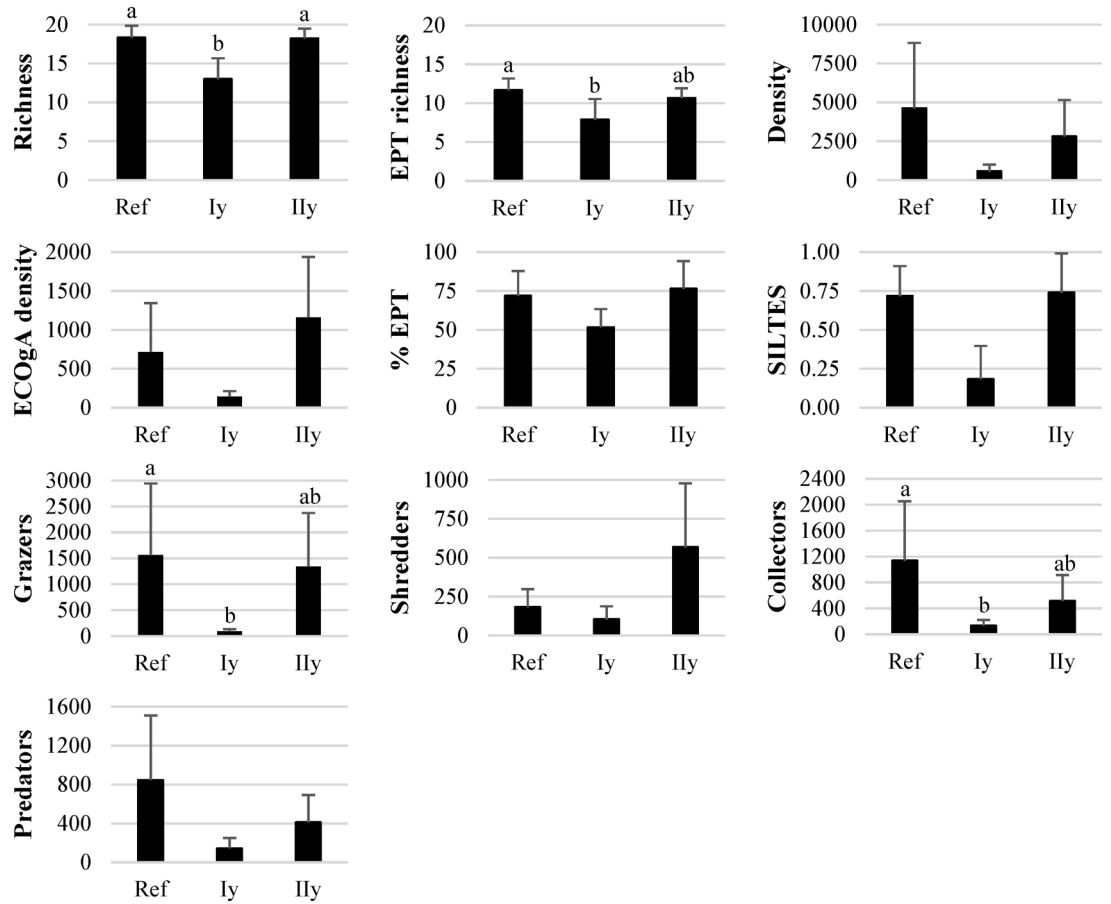 Richness
20
15
10
5
0
a
b
a
Ref
Iy
IIy
EPT richness
20
15
10
5
0
a
b
ab
Ref
Iy
IIy
Density
10000
7500
5000
2500
0
Ref
Iy
IIy
ECOgA density
2000
1500
1000
500
0
Ref
Iy
IIy
% EPT
100
75
50
25
0
Ref
Iy
IIy
SILTES
1.00
0.75
0.50
0.25
0.00
Ref
Iy
IIy
Grazers
3000
2500
2000
1500
1000
500
0
a
b
ab
Ref
Iy
IIy
Shredders
1000
750
500
250
0
Ref
Iy
IIy
Collectors
2400
2000
1600
1200
800
400
0
a
b
ab
Ref
Iy
IIy
Predators
1600
1200
800
400
0
Ref
Iy
IIy